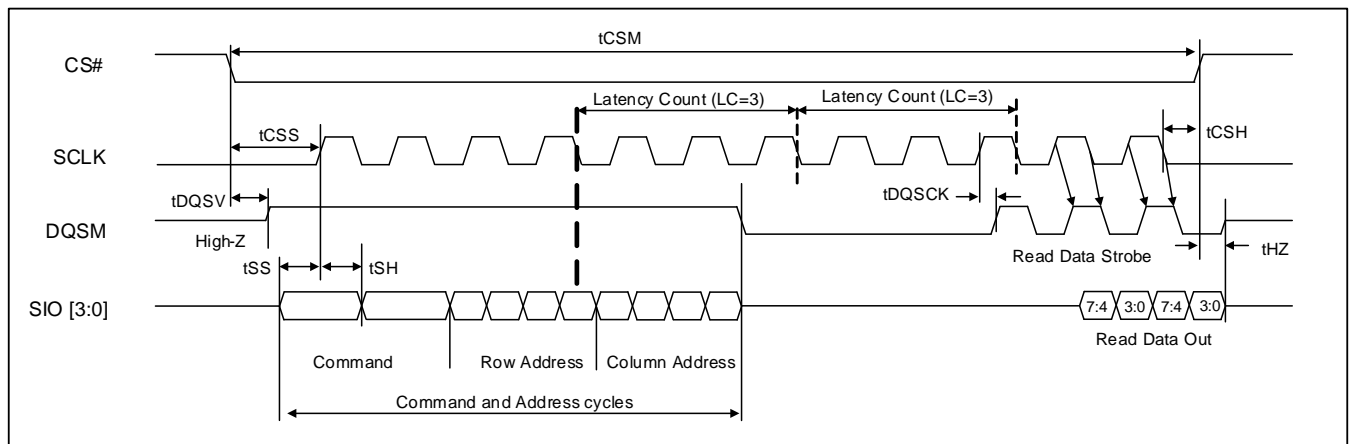 tCSM
CS#
Latency Count (LC=3) Latency Count (LC=3)
tCSS
tCSH
SCLK
tDQSV
tDQSCK
DQSM
High-Z
Read Data Strobe
tHZ
tSS
tSH
SIO [3:0]
7:4 3:0 7:4 3:0
Read Data Out
Command Row Address Column Address
Command and Address cycles